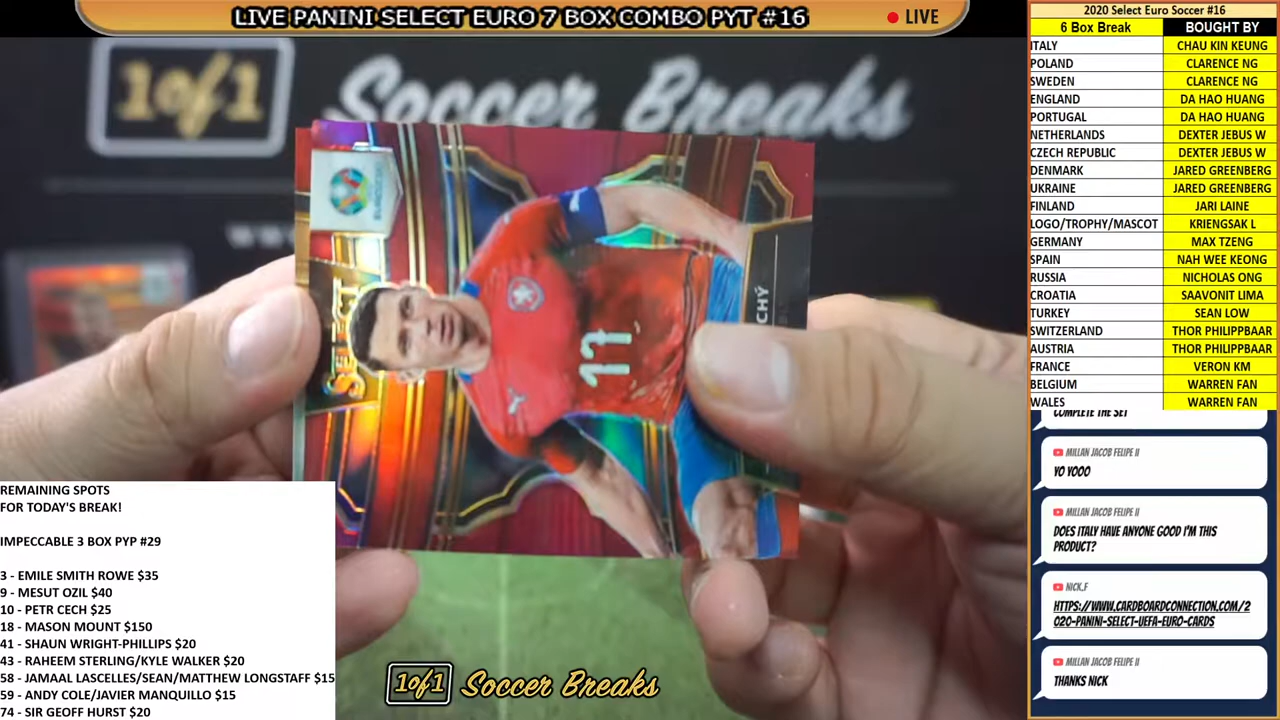 LIVE PANINI SELECT EURO 7 BOX COMBO PYT #16
LIVE
1of1 Soccer Breaks
SELECT
11
CHÝ
1of1 Soccer Breaks
REMAINING SPOTS
FOR TODAY'S BREAK!
IMPECCABLE 3 BOX PYP #29
3 - EMILE SMITH ROWE $35
9 - MESUT OZIL $40
10 - PETR CECH $25
18 - MASON MOUNT $150
41 - SHAUN WRIGHT-PHILLIPS $20
43 - RAHEEM STERLING/KYLE WALKER $20
58 - JAMAAL LASCELLES/SEAN/MATTHEW LONGSTAFF $15
59 - ANDY COLE/JAVIER MANQUILLO $15
74 - SIR GEOFF HURST $20
2020 Select Euro Soccer #16
6 Box Break BOUGHT BY
ITALY CHAU KIN KEUNG
POLAND CLARENCE NG
SWEDEN CLARENCE NG
ENGLAND DA HAO HUANG
PORTUGAL DA HAO HUANG
NETHERLANDS DEXTER JEBUS W
CZECH REPUBLIC DEXTER JEBUS W
DENMARK JARED GREENBERG
UKRAINE JARED GREENBERG
FINLAND JARI LAINE
LOGO/TROPHY/MASCOT KRIENGSAK L
GERMANY MAX TZENG
SPAIN NAH WEE KEONG
RUSSIA NICHOLAS ONG
CROATIA SAAVONIT LIMA
TURKEY SEAN LOW
SWITZERLAND THOR PHILIPPBAAR
AUSTRIA THOR PHILIPPBAAR
FRANCE VERON KM
BELGIUM WARREN FAN
WALES WARREN FAN
COMPLETE THE SET
MILLAN JACOB FELIPE II
YO YOOO
MILLAN JACOB FELIPE II
DOES ITALY HAVE ANYONE GOOD I'M THIS
PRODUCT?
NICK.F
HTTPS://WWW.CARDBOARDCONNECTION.COM/2
020-PANINI-SELECT-UEFA-EURO-CARDS
MILLAN JACOB FELIPE II
THANKS NICK